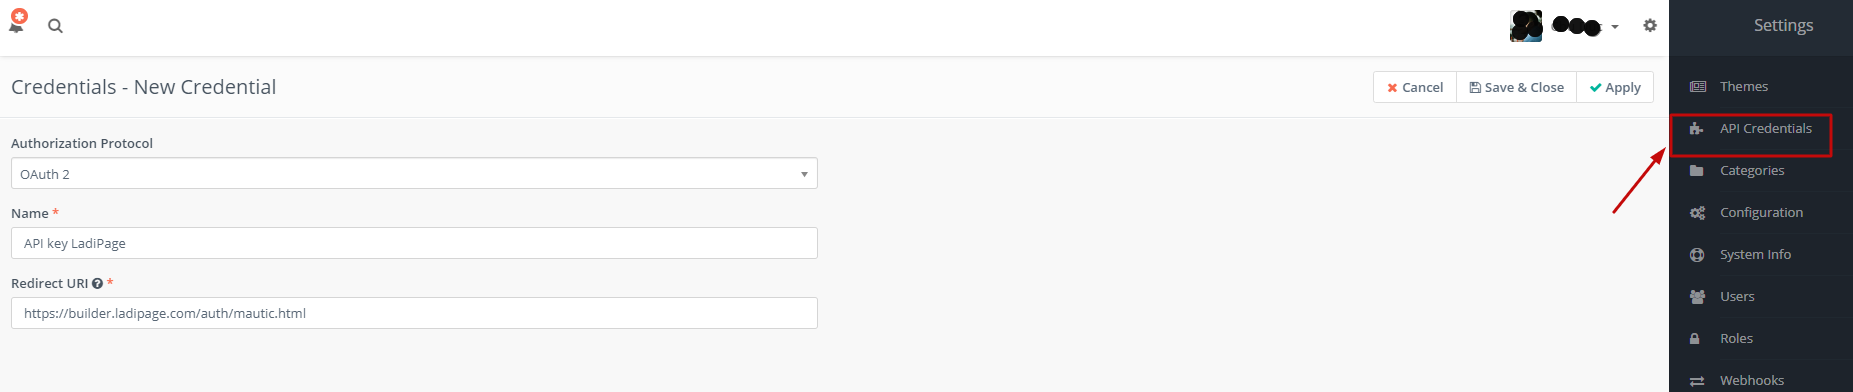 Settings
Credentials - New Credential
Cancel
Save & Close
Apply
Authorization Protocol
OAuth 2
Name *
API key LadiPage
Redirect URI *
https://builder.ladipage.com/auth/mautic.html
Themes
API Credentials
Categories
Configuration
System Info
Users
Roles
Webhooks